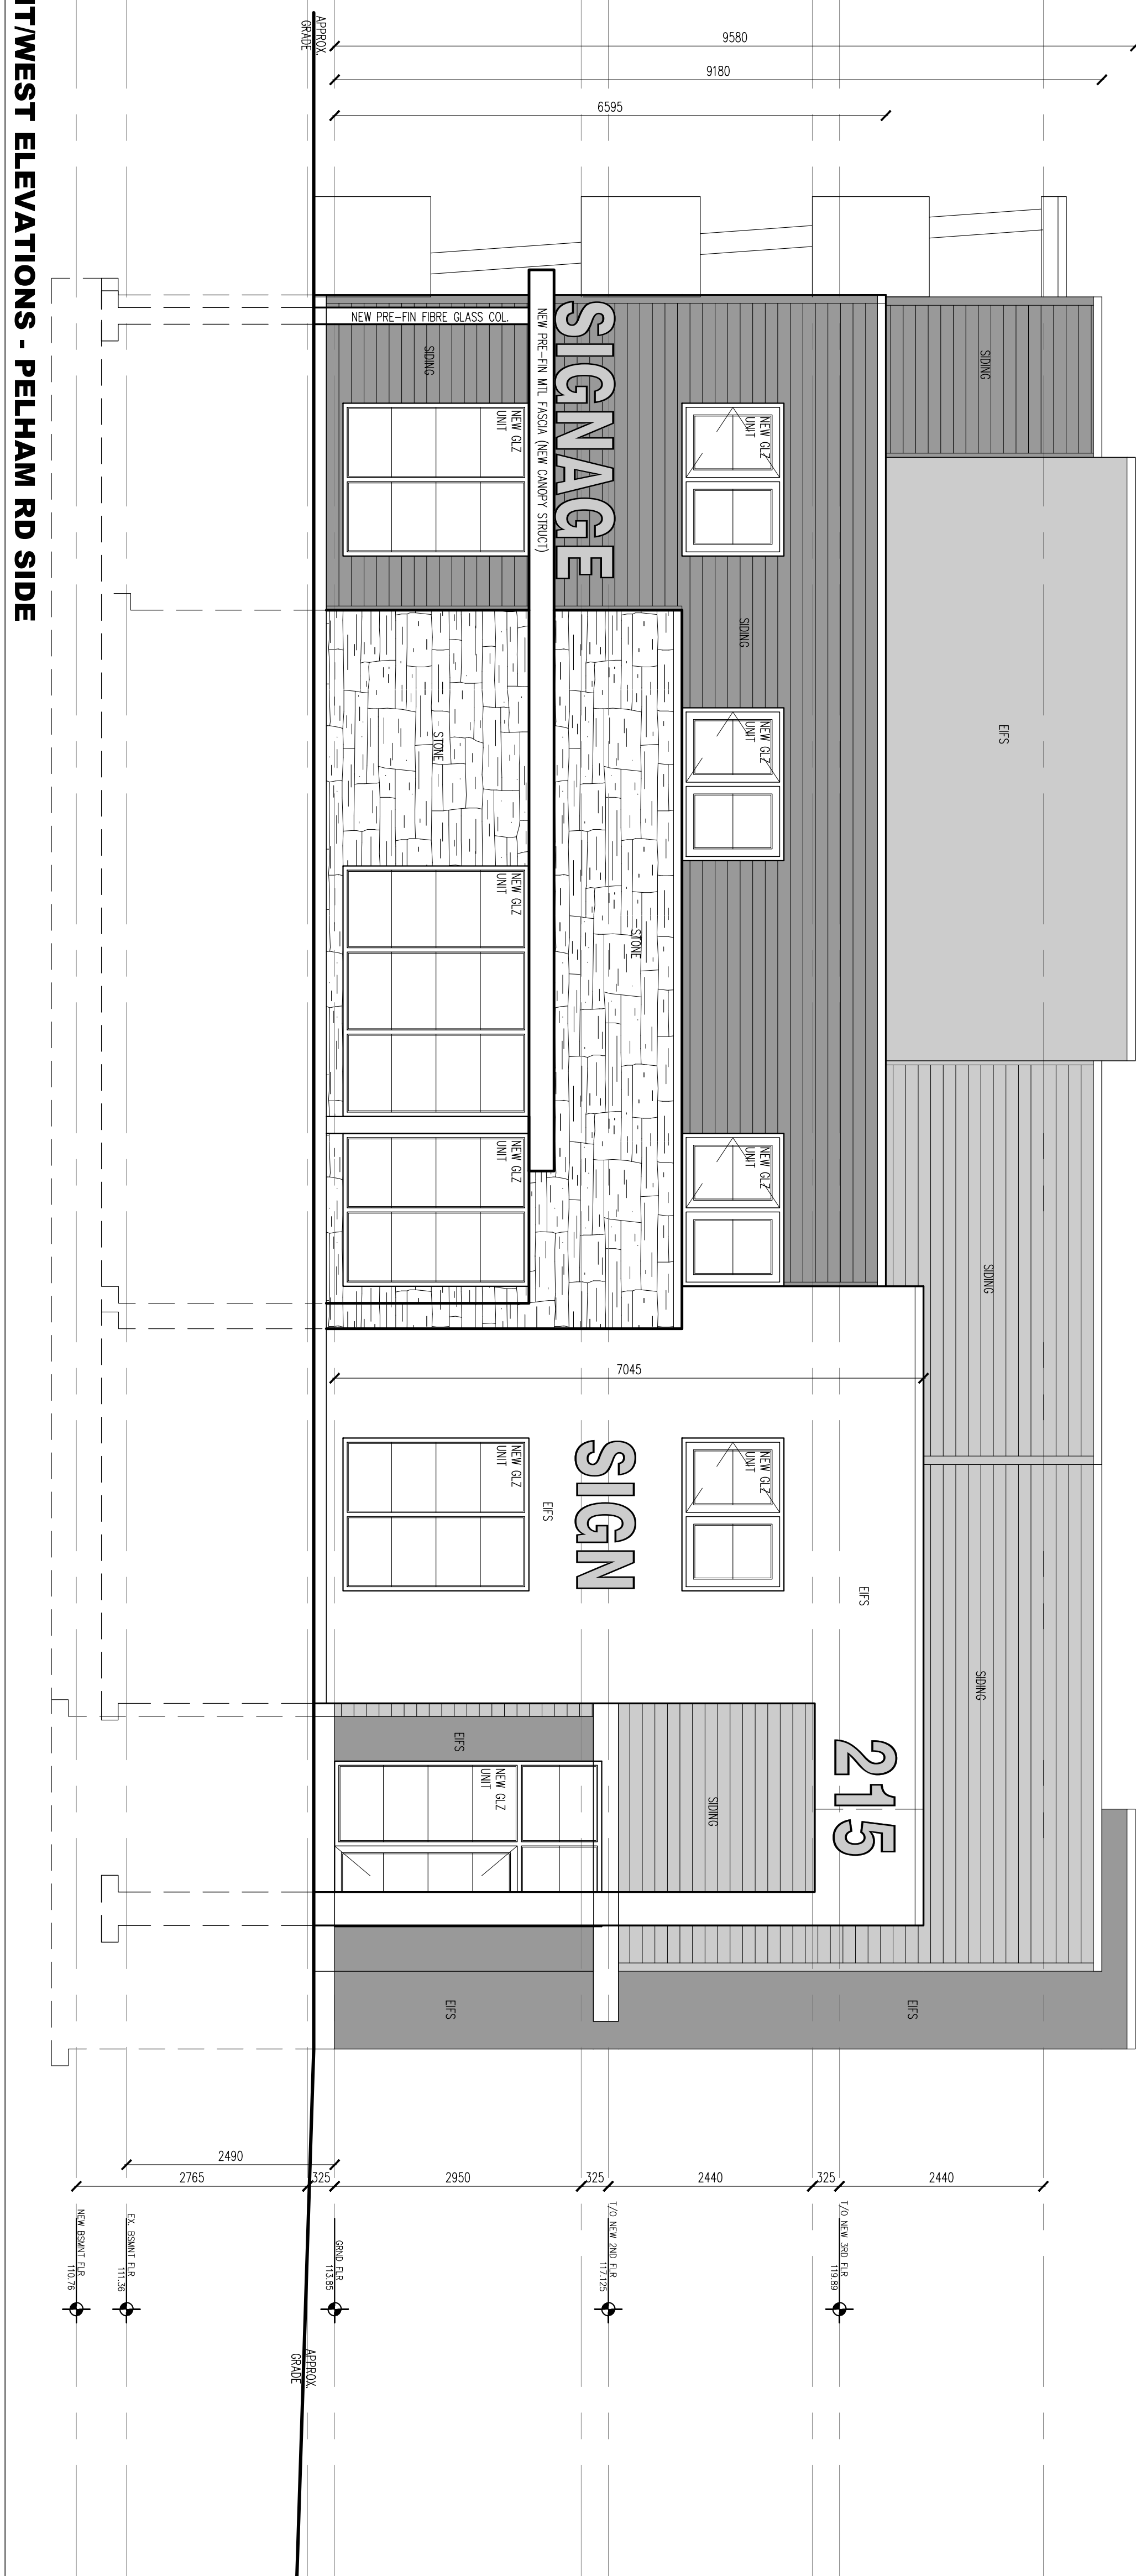 9580
9180
6595
APPROX.
GRADE
SIDING
EIFS
SIDING
SIDING
NEW GLZ
UNIT
SIDING
NEW GLZ
UNIT
NEW GLZ
UNIT
NEW GLZ
UNIT
215
EIFS
SIDING
EIFS
SIGNAGE
STONE
SIGN
EIFS
7045
NEW PRE-FIN MTL FASCIA (NEW CANOPY STRUCT)
NEW PRE-FIN FIBRE GLASS COL.
SIDING
NEW GLZ
UNIT
STONE
NEW GLZ
UNIT
NEW GLZ
UNIT
NEW GLZ
UNIT
EIFS
NEW GLZ
UNIT
EIFS
2440
325
2440
325
2950
325
2765
2490
T/O NEW 3RD FLR
119.89
T/O NEW 2ND FLR
117.125
GRND FLR
113.85
EX. BSMNT FLR
111.36
NEW BSMNT FLR
110.76
APPROX.
GRADE
WEST ELEVATIONS - PELHAM RD SIDE